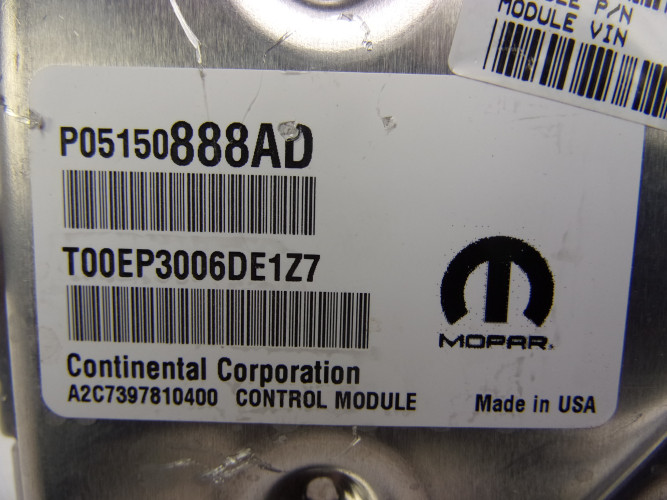 P/N
MODULE VIN
P05150888AD
T00EP3006DE1Z7
MOPAR
Continental Corporation
A2C7397810400 CONTROL MODULE
Made in USA